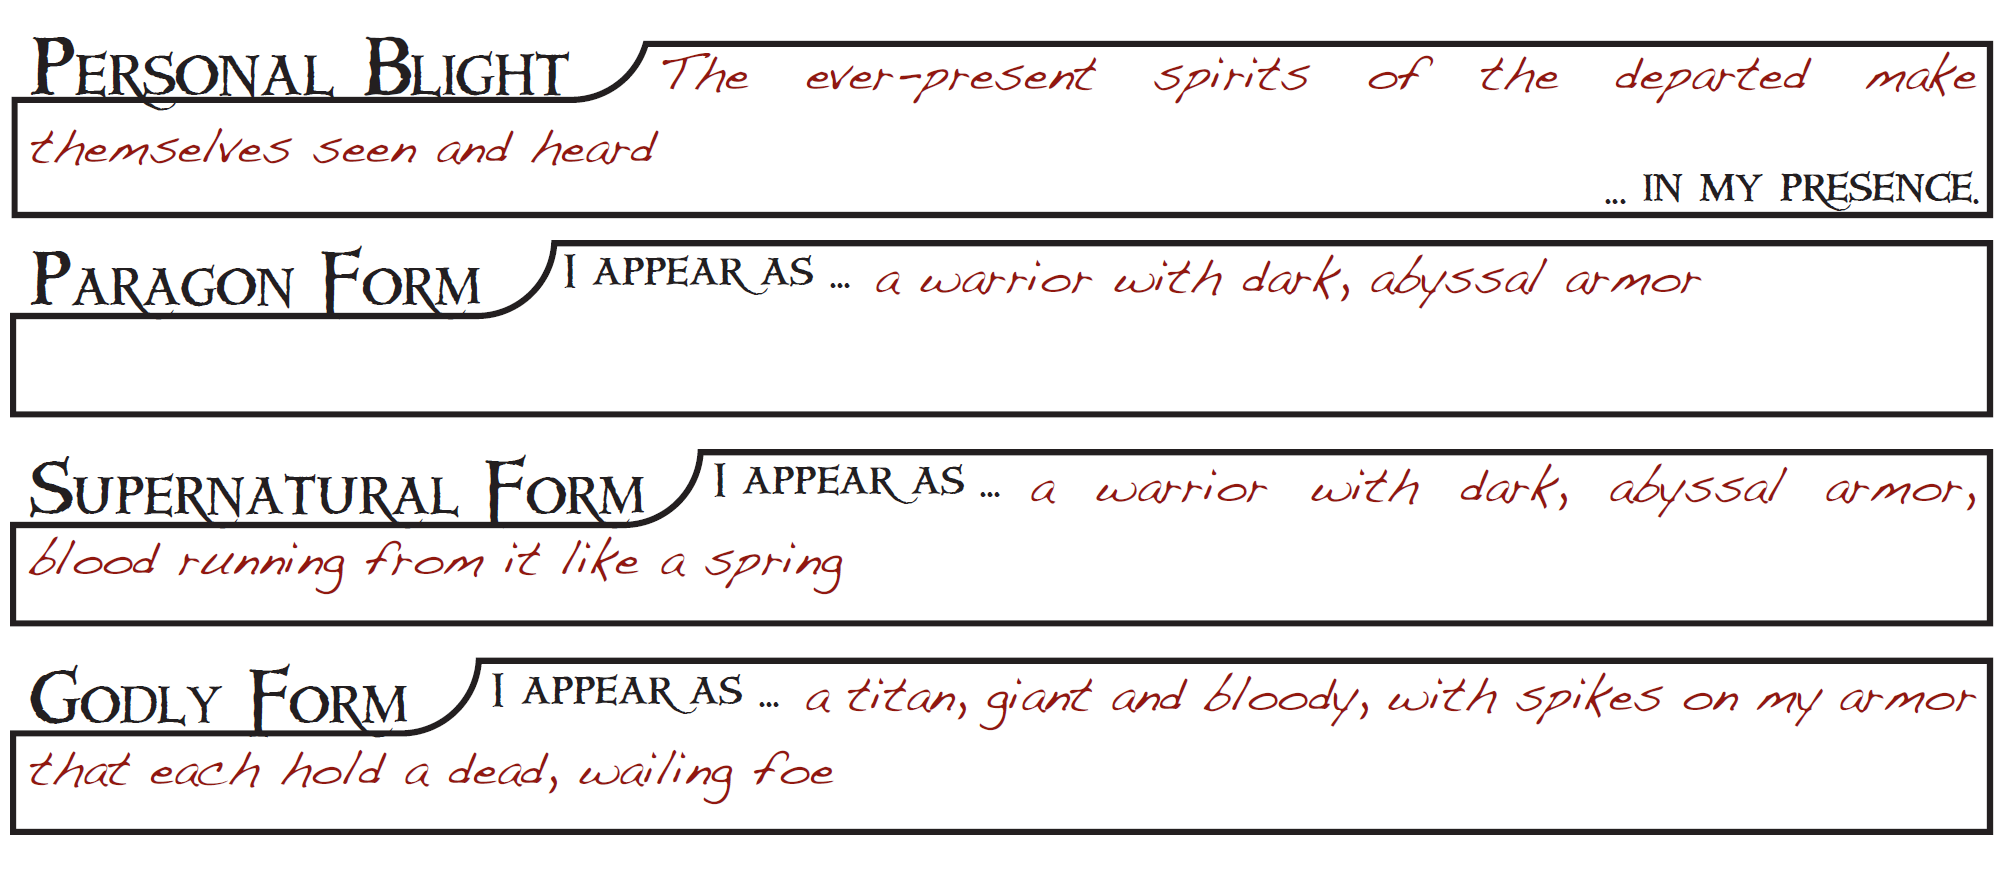 Personal Blight The ever-present spirits of the departed make
themselves seen and heard
... in my presence.
Paragon Form I appear as ... a warrior with dark, abyssal armor
Supernatural Form I appear as ... a warrior with dark, abyssal armor,
blood running from it like a spring
Godly Form I appear as ... a titan, giant and bloody, with spikes on my armor
that each hold a dead, wailing foe